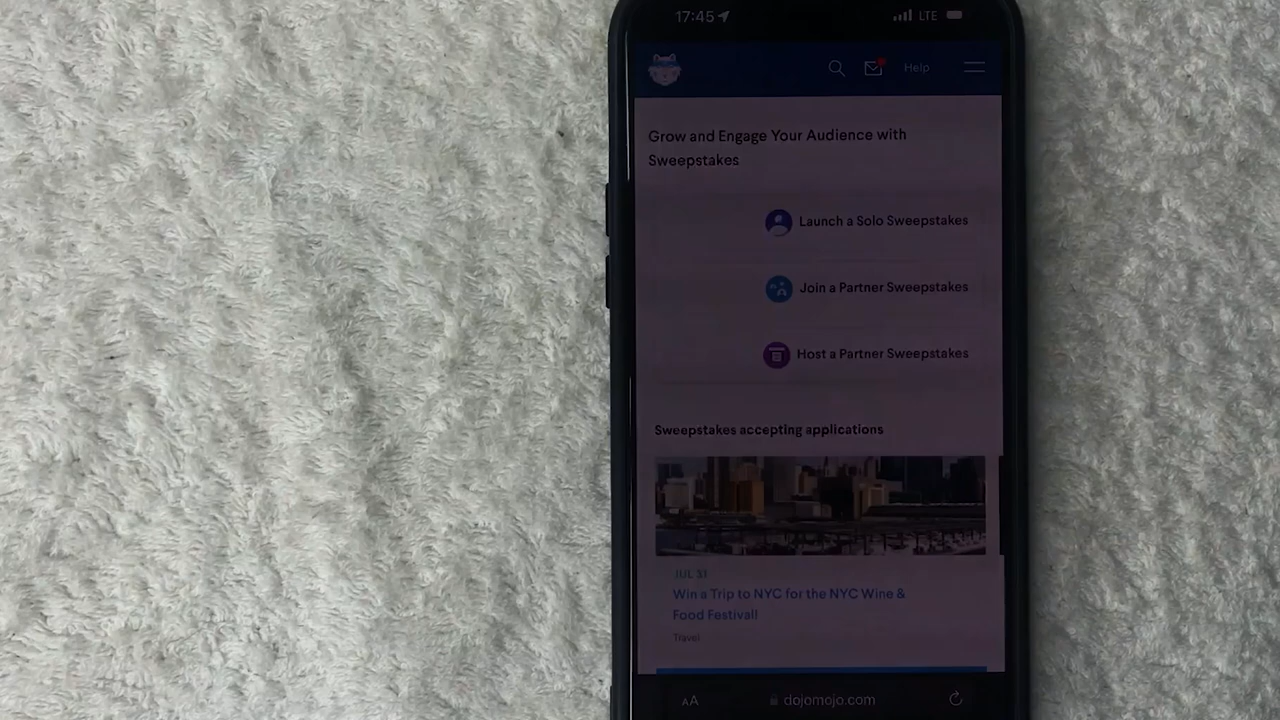 17:45
LTE
Help
Grow and Engage Your Audience with
Sweepstakes
Launch a Solo Sweepstakes
Join a Partner Sweepstakes
Host a Partner Sweepstakes
Sweepstakes accepting applications
JUL 31
Win a Trip to NYC for the NYC Wine &
Food Festival!
Travel
AA
dojomojo.com